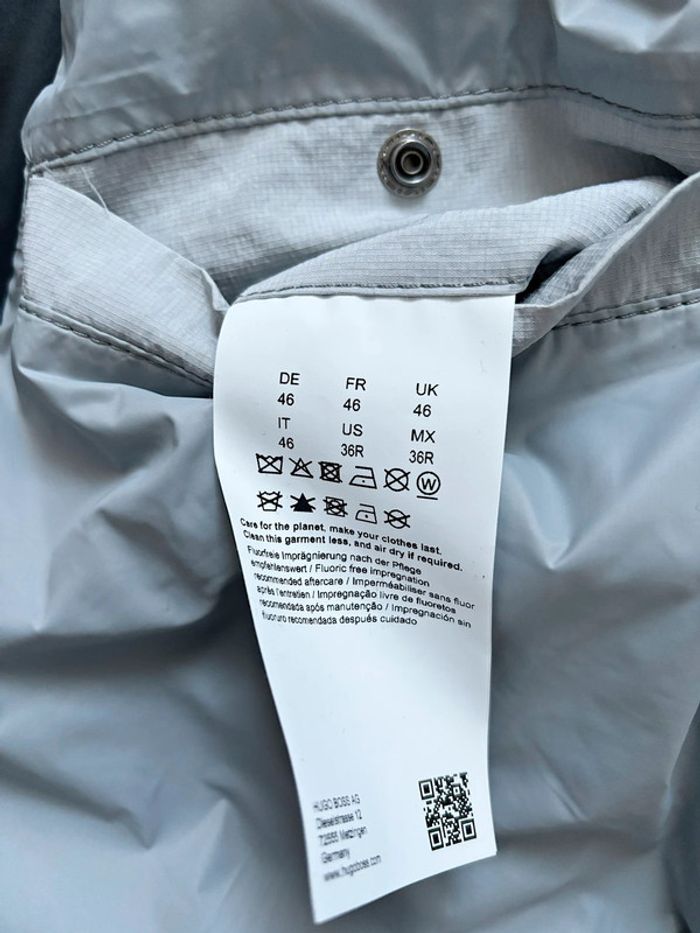 DE FR UK
46 46 46
IT US MX
46 36R 36R
W
Care for the planet, make your clothes last.
Clean this garment less, and air dry if required.
Fluorfreie Imprägnierung nach der Pflege
empfehlenswert / Fluoric free impregnation
recommended aftercare / Imperméabiliser sans fluor
après l'entretien / Impregnação livre de fluoretos
recomendada após manutenção / Impregnación sin
fluoruro recomendada después cuidado
HUGO BOSS AG
Dieselstrasse 12
72555 Metzingen
Germany
www.hugoboss.com